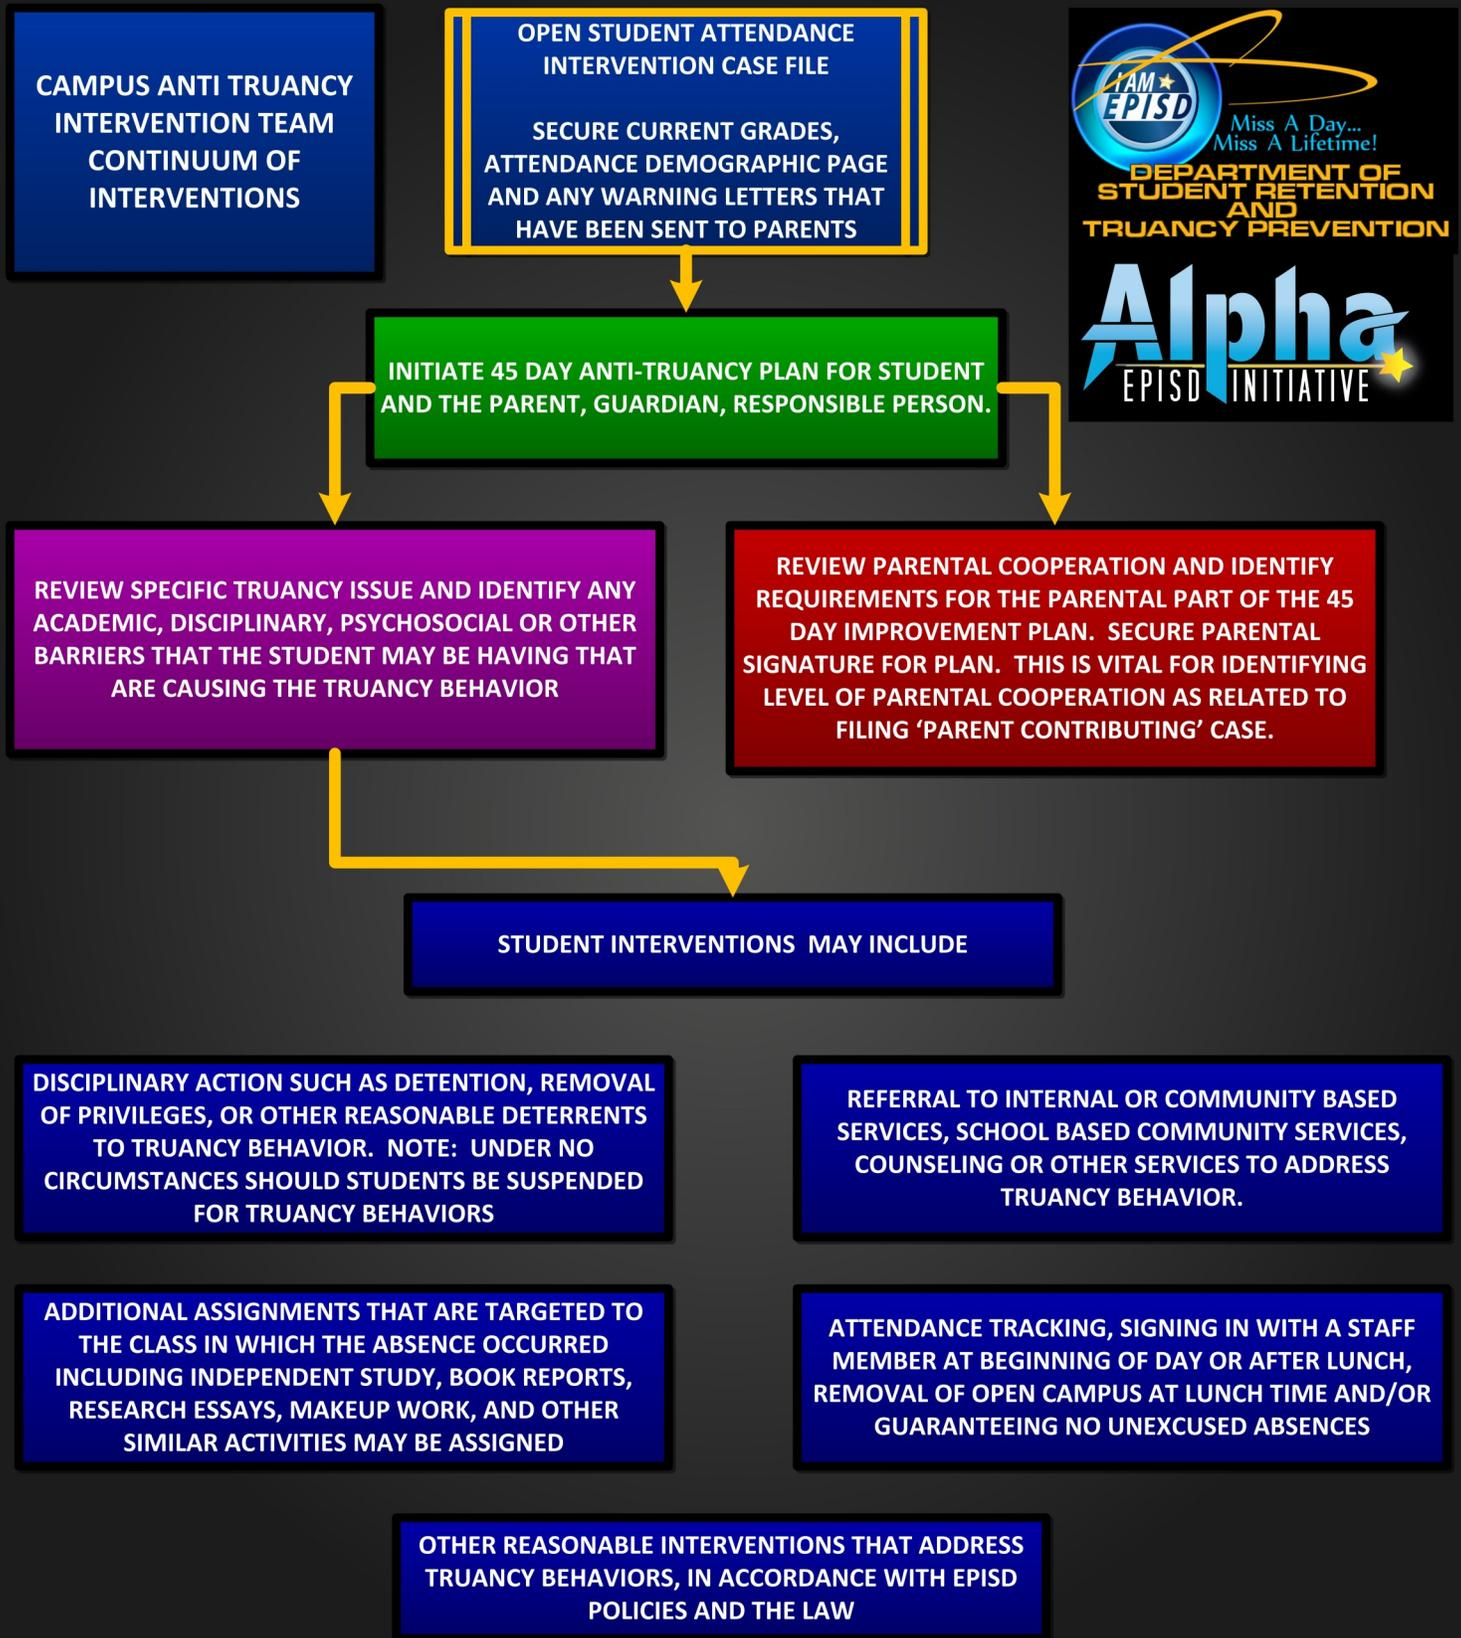 CAMPUS ANTI TRUANCY
INTERVENTION TEAM
CONTINUUM OF
INTERVENTIONS
OPEN STUDENT ATTENDANCE
INTERVENTION CASE FILE
SECURE CURRENT GRADES,
ATTENDANCE DEMOGRAPHIC PAGE
AND ANY WARNING LETTERS THAT
HAVE BEEN SENT TO PARENTS
I AM
EPISD
Miss A Day...
Miss A Lifetime!
DEPARTMENT OF
STUDENT RETENTION
AND
TRUANCY PREVENTION
Alpha
EPISD INITIATIVE
INITIATE 45 DAY ANTI-TRUANCY PLAN FOR STUDENT
AND THE PARENT, GUARDIAN, RESPONSIBLE PERSON.
REVIEW SPECIFIC TRUANCY ISSUE AND IDENTIFY ANY
ACADEMIC, DISCIPLINARY, PSYCHOSOCIAL OR OTHER
BARRIERS THAT THE STUDENT MAY BE HAVING THAT
ARE CAUSING THE TRUANCY BEHAVIOR
REVIEW PARENTAL COOPERATION AND IDENTIFY
REQUIREMENTS FOR THE PARENTAL PART OF THE 45
DAY IMPROVEMENT PLAN.  SECURE PARENTAL
SIGNATURE FOR PLAN.  THIS IS VITAL FOR IDENTIFYING
LEVEL OF PARENTAL COOPERATION AS RELATED TO
FILING ‘PARENT CONTRIBUTING’ CASE.
STUDENT INTERVENTIONS  MAY INCLUDE
DISCIPLINARY ACTION SUCH AS DETENTION, REMOVAL
OF PRIVILEGES, OR OTHER REASONABLE DETERRENTS
TO TRUANCY BEHAVIOR.  NOTE:  UNDER NO
CIRCUMSTANCES SHOULD STUDENTS BE SUSPENDED
FOR TRUANCY BEHAVIORS
REFERRAL TO INTERNAL OR COMMUNITY BASED
SERVICES, SCHOOL BASED COMMUNITY SERVICES,
COUNSELING OR OTHER SERVICES TO ADDRESS
TRUANCY BEHAVIOR.
ADDITIONAL ASSIGNMENTS THAT ARE TARGETED TO
THE CLASS IN WHICH THE ABSENCE OCCURRED
INCLUDING INDEPENDENT STUDY, BOOK REPORTS,
RESEARCH ESSAYS, MAKEUP WORK, AND OTHER
SIMILAR ACTIVITIES MAY BE ASSIGNED
ATTENDANCE TRACKING, SIGNING IN WITH A STAFF
MEMBER AT BEGINNING OF DAY OR AFTER LUNCH,
REMOVAL OF OPEN CAMPUS AT LUNCH TIME AND/OR
GUARANTEEING NO UNEXCUSED ABSENCES
OTHER REASONABLE INTERVENTIONS THAT ADDRESS
TRUANCY BEHAVIORS, IN ACCORDANCE WITH EPISD
POLICIES AND THE LAW